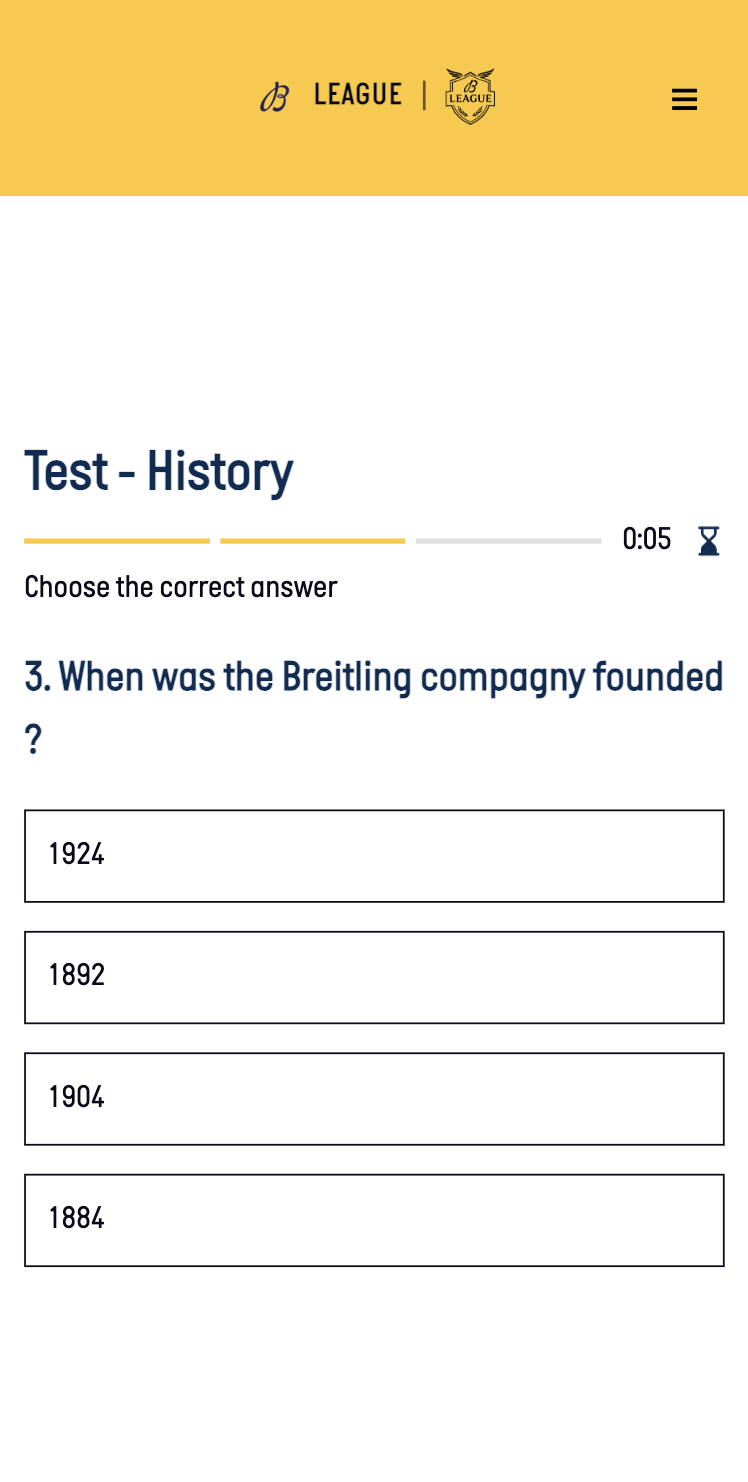 B LEAGUE | B LEAGUE
Test - History
0:05
Choose the correct answer
3. When was the Breitling compagny founded
?
1924
1892
1904
1884